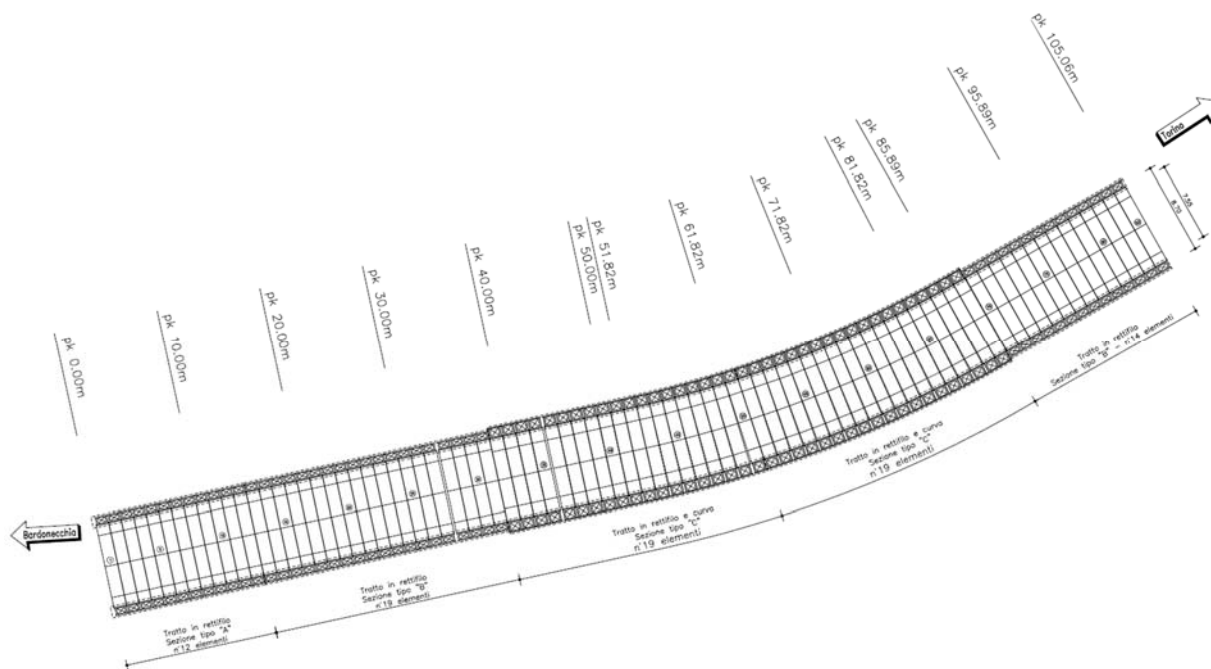 pk 0.00m
pk 10.00m
pk 20.00m
pk 30.00m
pk 40.00m
pk 50.00m
pk 51.82m
pk 61.82m
pk 71.82m
pk 81.82m
pk 85.89m
pk 95.89m
pk 105.06m
Torino
7.55
8.70
Bardonecchia
Tratto in rettifilo
Sezione tipo "A"
n°12 elementi
Tratto in rettifilo
Sezione tipo "B"
n°19 elementi
Tratto in rettifilo e curva
Sezione tipo "C"
n°19 elementi
Tratto in rettifilo e curva
Sezione tipo "C"
n°19 elementi
Tratto in rettifilo
Sezione tipo "B" - n°14 elementi